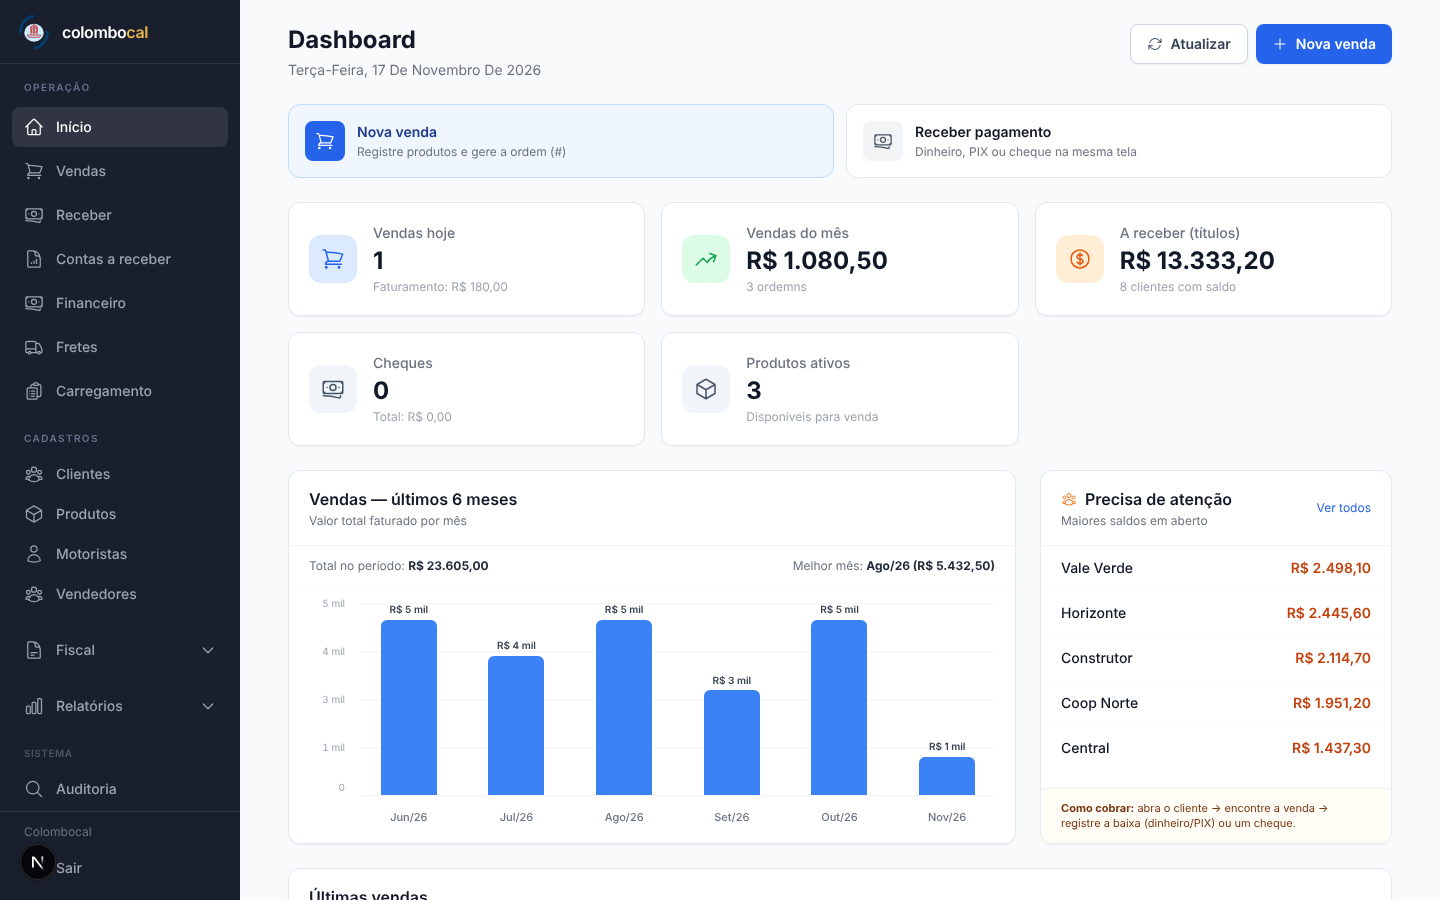 colombocal
OPERAÇÃO
Início
Vendas
Receber
Contas a receber
Financeiro
Fretes
Carregamento
CADASTROS
Clientes
Produtos
Motoristas
Vendedores
Fiscal
Relatórios
SISTEMA
Auditoria
Colombocal
N
Sair
Dashboard
Terça-Feira, 17 De Novembro De 2026
Atualizar
Nova venda
Nova venda
Registre produtos e gere a ordem (#)
Receber pagamento
Dinheiro, PIX ou cheque na mesma tela
Vendas hoje
1
Faturamento: R$ 180,00
Vendas do mês
R$ 1.080,50
3 ordemns
A receber (títulos)
R$ 13.333,20
8 clientes com saldo
Cheques
0
Total: R$ 0,00
Produtos ativos
3
Disponíveis para venda
Vendas — últimos 6 meses
Valor total faturado por mês
Total no período: R$ 23.605,00
Melhor mês: Ago/26 (R$ 5.432,50)
5 mil
4 mil
3 mil
1 mil
0
R$ 5 mil
R$ 4 mil
R$ 5 mil
R$ 3 mil
R$ 5 mil
R$ 1 mil
Jun/26
Jul/26
Ago/26
Set/26
Out/26
Nov/26
Precisa de atenção
Maiores saldos em aberto
Ver todos
Vale Verde R$ 2.498,10
Horizonte R$ 2.445,60
Construtor R$ 2.114,70
Coop Norte R$ 1.951,20
Central R$ 1.437,30
Como cobrar: abra o cliente → encontre a venda →
registre a baixa (dinheiro/PIX) ou um cheque.
Últimas vendas